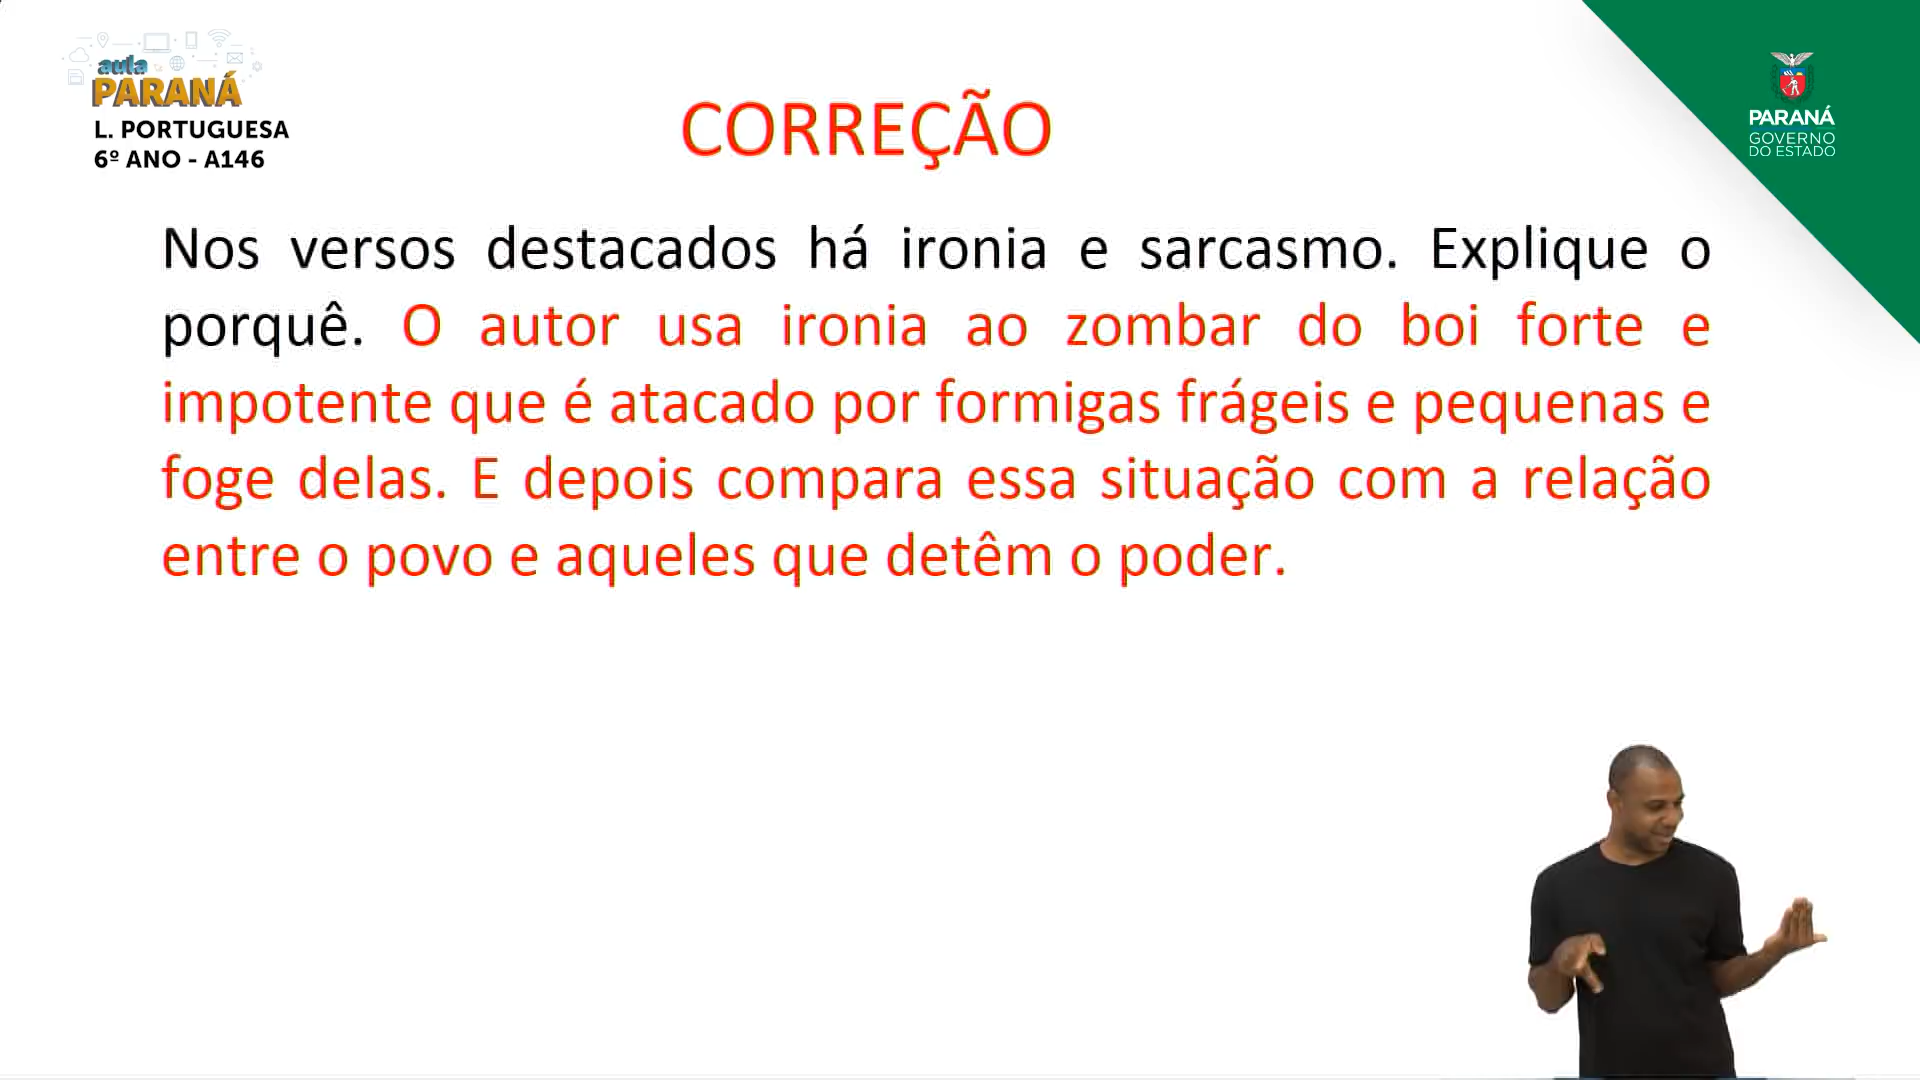 aula
PARANÁ
L. PORTUGUESA
6º ANO - A146
CORREÇÃO
PARANÁ
GOVERNO
DO ESTADO
Nos versos destacados há ironia e sarcasmo. Explique o
porquê. O autor usa ironia ao zombar do boi forte e
impotente que é atacado por formigas frágeis e pequenas e
foge delas. E depois compara essa situação com a relação
entre o povo e aqueles que detêm o poder.